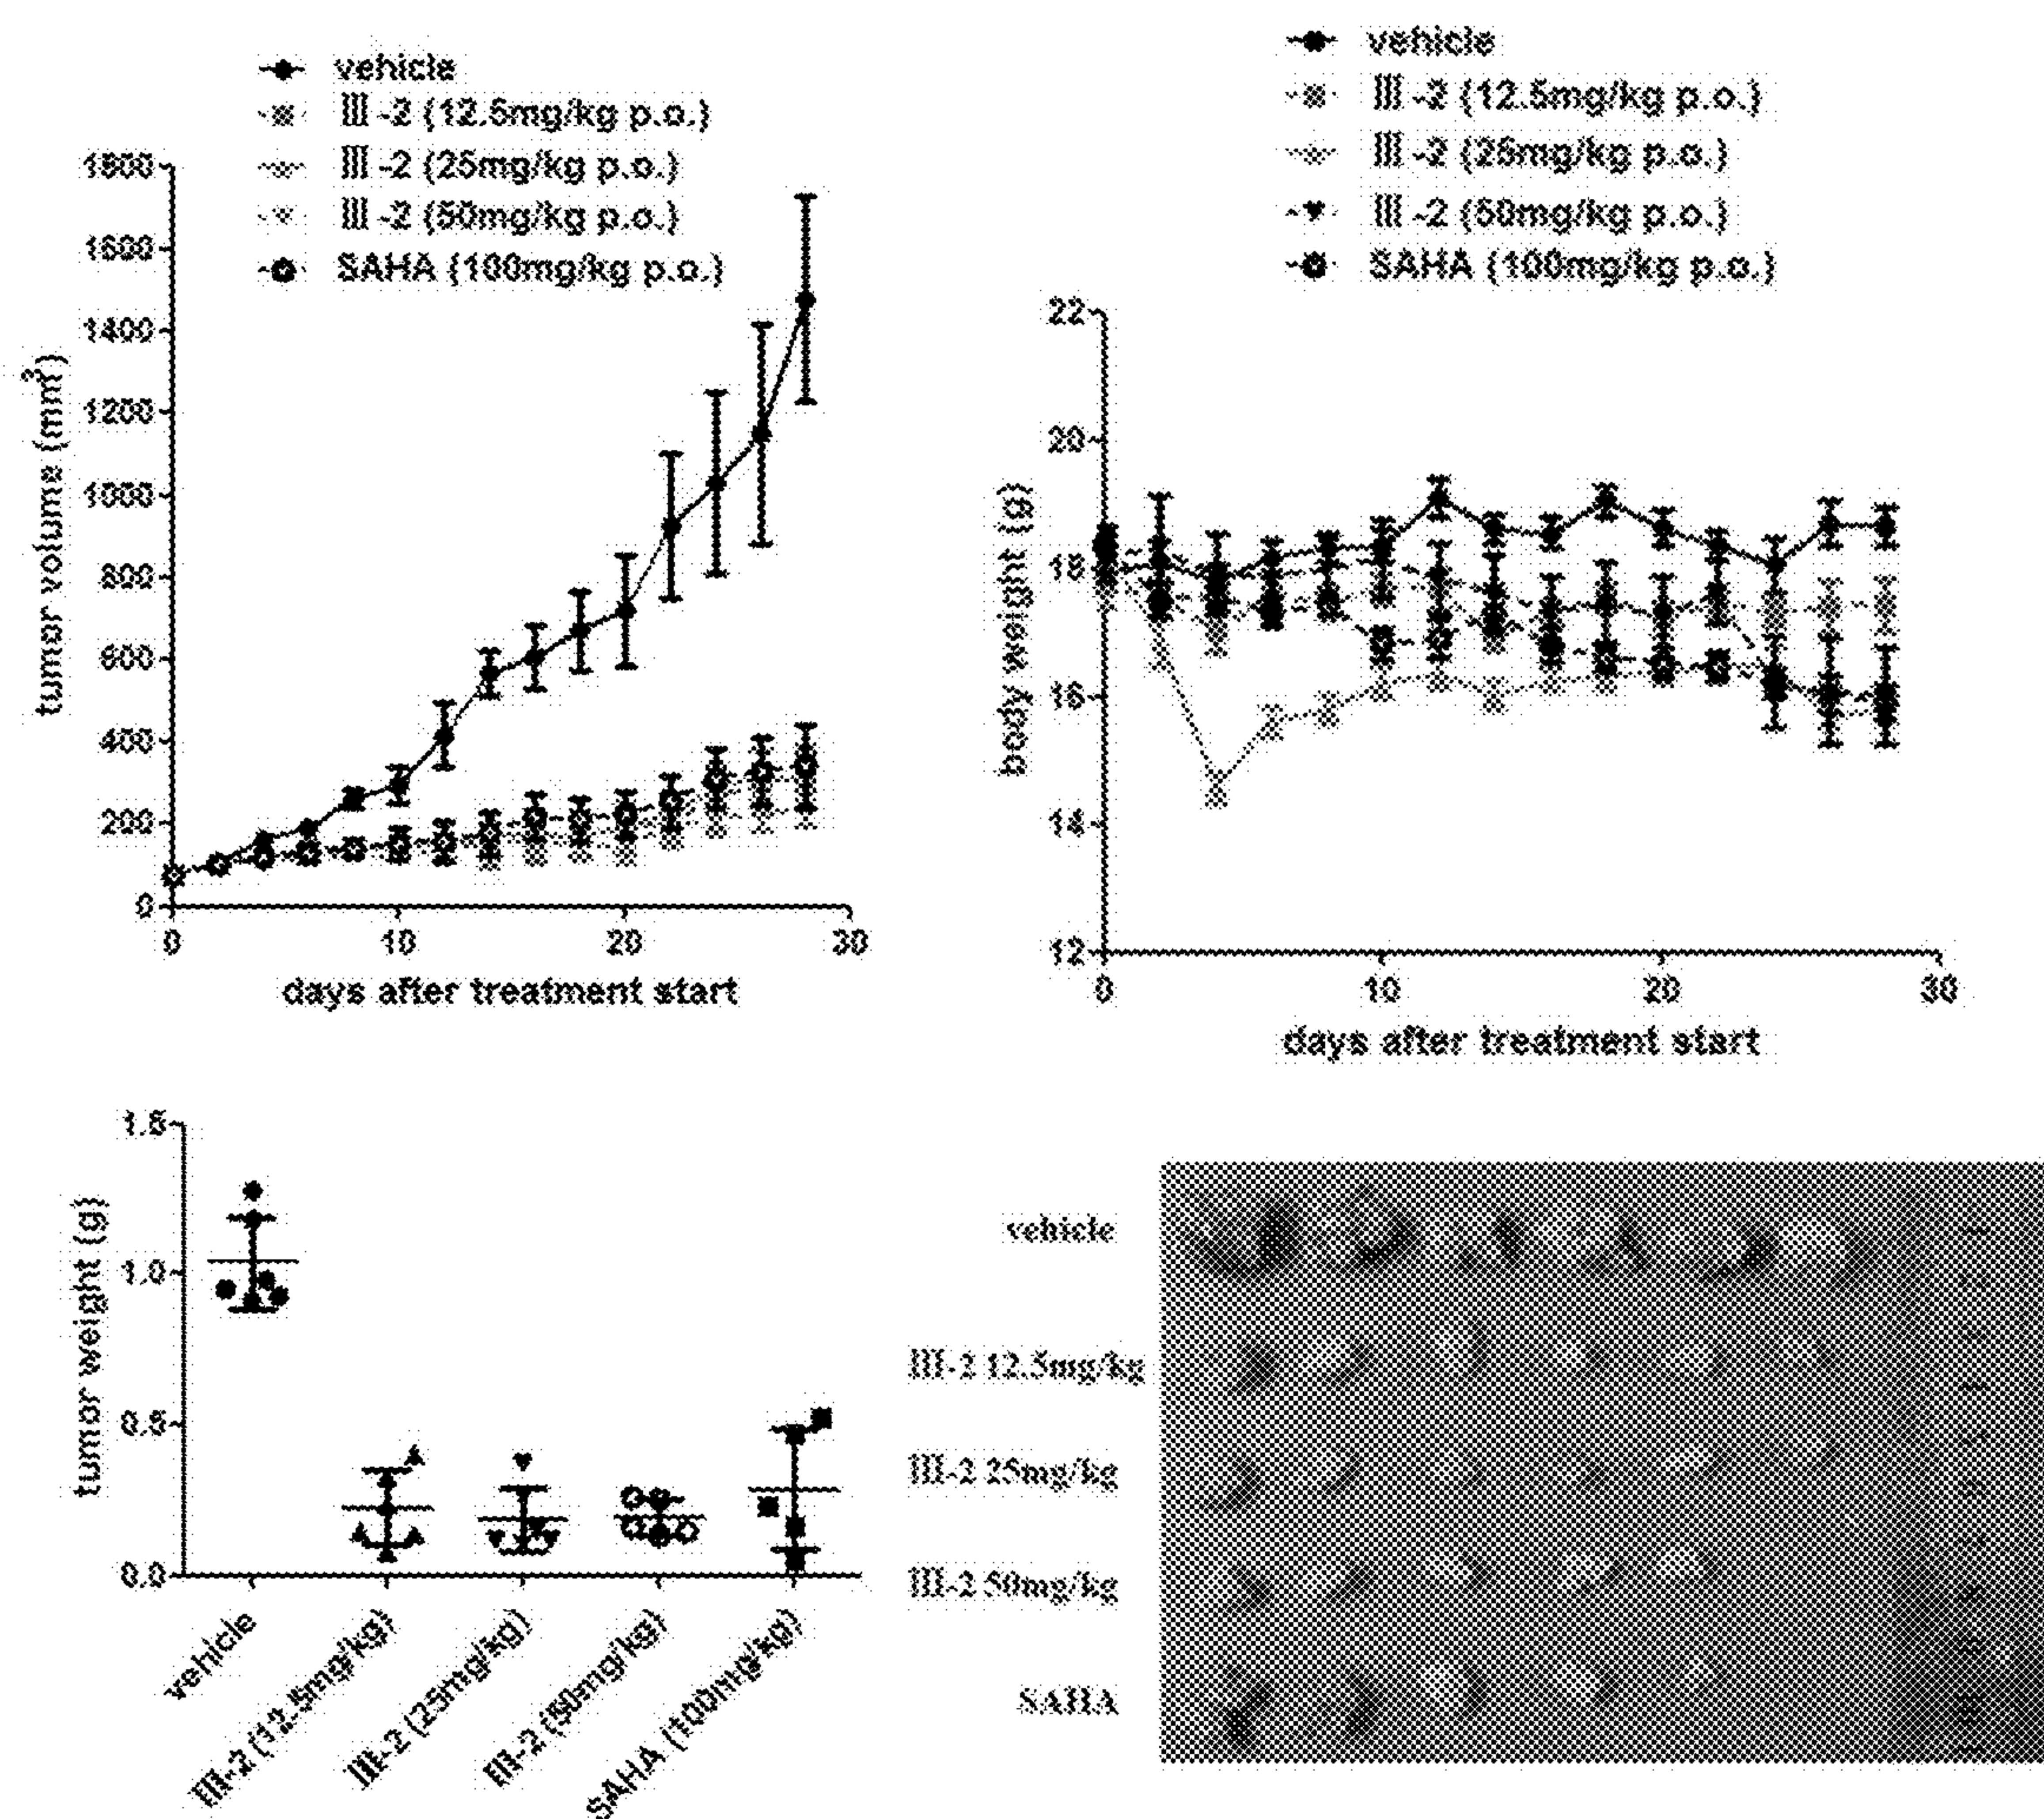 vehicle
III-2 (12.5mg/kg p.o.)
III-2 (25mg/kg p.o.)
III-2 (50mg/kg p.o.)
SAHA (100mg/kg p.o.)
1800
1600
1400
1200
1000
800
600
400
200
0
tumor volume (mm³)
0 10 20 30
days after treatment start
vehicle
III-2 (12.5mg/kg p.o.)
III-2 (25mg/kg p.o.)
III-2 (50mg/kg p.o.)
SAHA (100mg/kg p.o.)
22
20
18
16
14
12
body weight (g)
0 10 20 30
days after treatment start
1.5
1.0
0.5
0.0
tumor weight (g)
vehicle
III-2 (12.5mg/kg)
III-2 (25mg/kg)
III-2 (50mg/kg)
SAHA (100mg/kg)
vehicle
III-2 12.5mg/kg
III-2 25mg/kg
III-2 50mg/kg
SAHA